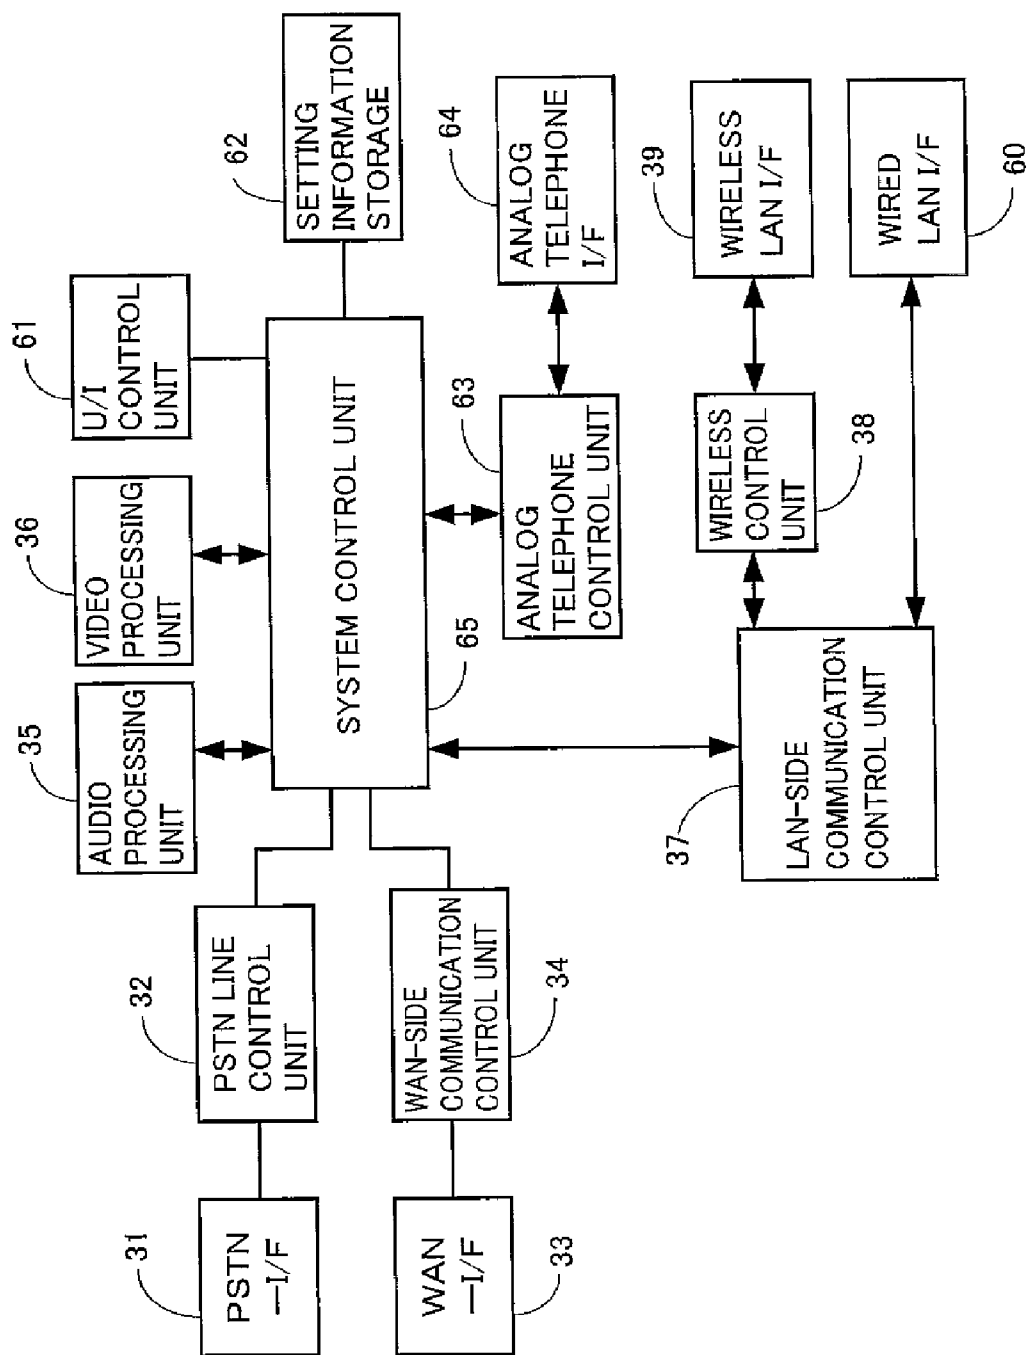 31
PSTN
—I/F
32
PSTN LINE
CONTROL
UNIT
35
AUDIO
PROCESSING
UNIT
36
VIDEO
PROCESSING
UNIT
61
U/I
CONTROL
UNIT
62
SETTING
INFORMATION
STORAGE
WAN
—I/F
33
WAN-SIDE
COMMUNICATION
CONTROL UNIT
34
SYSTEM CONTROL UNIT
65
63
ANALOG
TELEPHONE
CONTROL UNIT
64
ANALOG
TELEPHONE
I/F
37
LAN-SIDE
COMMUNICATION
CONTROL UNIT
WIRELESS
CONTROL
UNIT
38
39
WIRELESS
LAN I/F
WIRED
LAN I/F
60